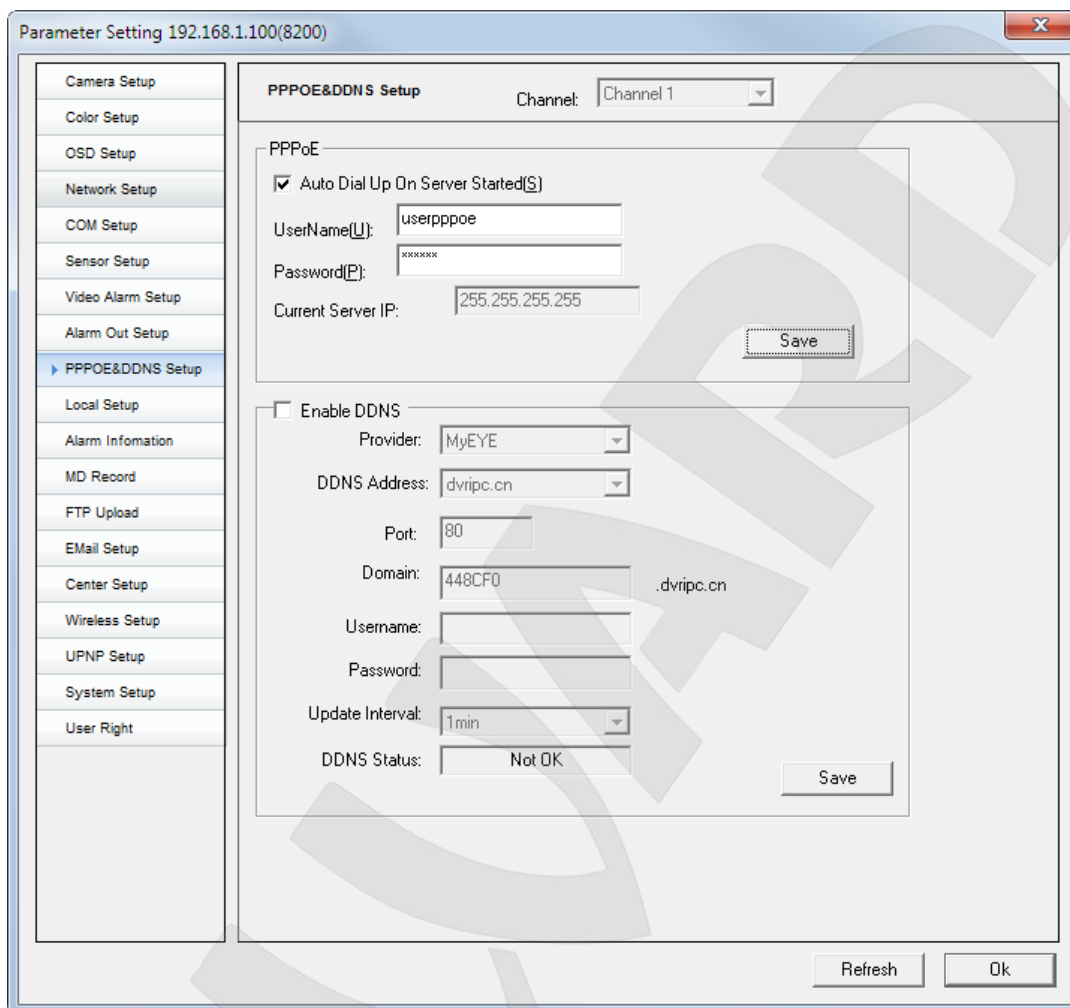 Parameter Setting 192.168.1.100(8200)
Camera Setup
Color Setup
OSD Setup
Network Setup
COM Setup
Sensor Setup
Video Alarm Setup
Alarm Out Setup
PPPOE&DDNS Setup
Local Setup
Alarm Infomation
MD Record
FTP Upload
EMail Setup
Center Setup
Wireless Setup
UPNP Setup
System Setup
User Right
PPPOE&DDNS Setup Channel: Channel 1
PPPoE
Auto Dial Up On Server Started(S)
UserName(U): userpppoe
Password(P): ******
Current Server IP: 255.255.255.255
Save
Enable DDNS
Provider: MyEYE
DDNS Address: dvripc.cn
Port: 80
Domain: 448CF0 .dvripc.cn
Username:
Password:
Update Interval: 1min
DDNS Status: Not OK
Save
Refresh Ok